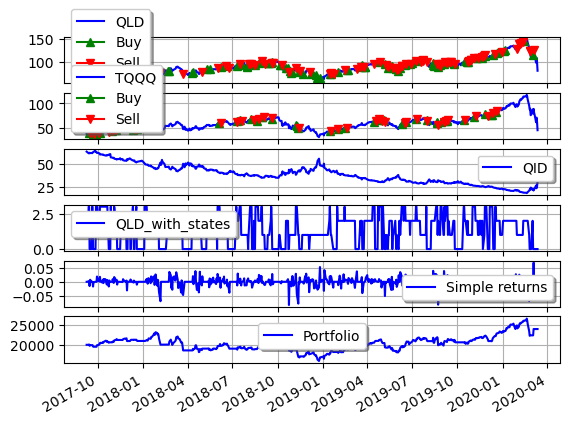 QLD
Buy
Sell
150
100
TQQQ
Buy
Sell
100
50
QID
50
25
QLD_with_states
2.5
0.0
Simple returns
0.05
0.00
−0.05
Portfolio
25000
20000
2017-10
2018-01
2018-04
2018-07
2018-10
2019-01
2019-04
2019-07
2019-10
2020-01
2020-04